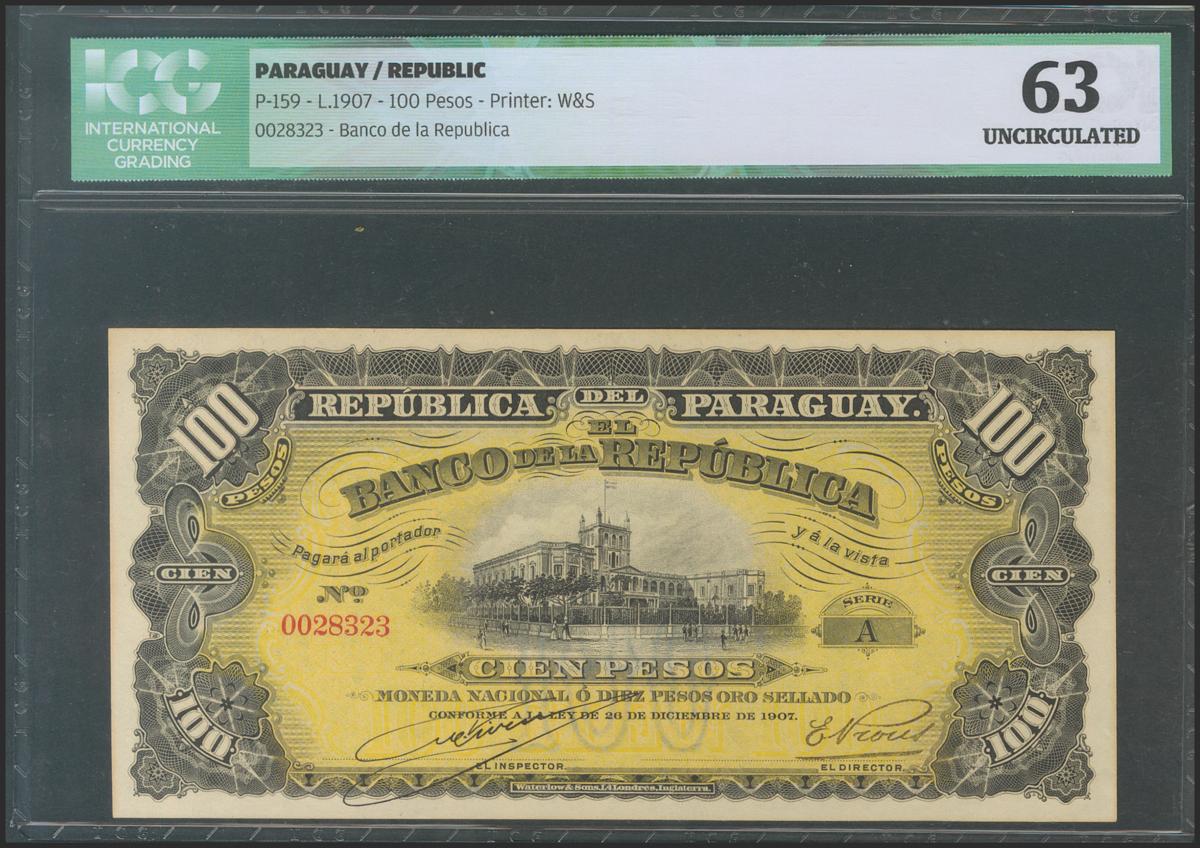 ICG
INTERNATIONAL
CURRENCY
GRADING
PARAGUAY / REPUBLIC
P-159 - L.1907 - 100 Pesos - Printer: W&S
0028323 - Banco de la Republica
63
UNCIRCULATED
100
PESOS
100
PESOS
REPÚBLICA DEL PARAGUAY.
EL
BANCO DE LA REPÚBLICA
Pagará al portador
y á la vista
CIEN
CIEN
Nº
0028323
SERIE
A
CIEN PESOS
MONEDA NACIONAL Ó DIEZ PESOS ORO SELLADO
CONFORME A LA LEY DE 26 DE DICIEMBRE DE 1907.
100
100
EL INSPECTOR.
EL DIRECTOR.
Waterlow & Sons, Ld Londres, Inglaterra.